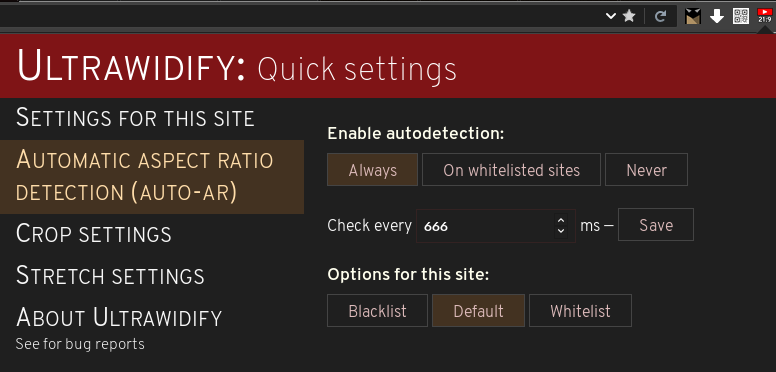 21:9
Ultrawidify: Quick settings
Settings for this site
Automatic aspect ratio
detection (auto-ar)
Crop settings
Stretch settings
About Ultrawidify
See for bug reports
Enable autodetection:
Always On whitelisted sites Never
Check every 666 ms – Save
Options for this site:
Blacklist Default Whitelist